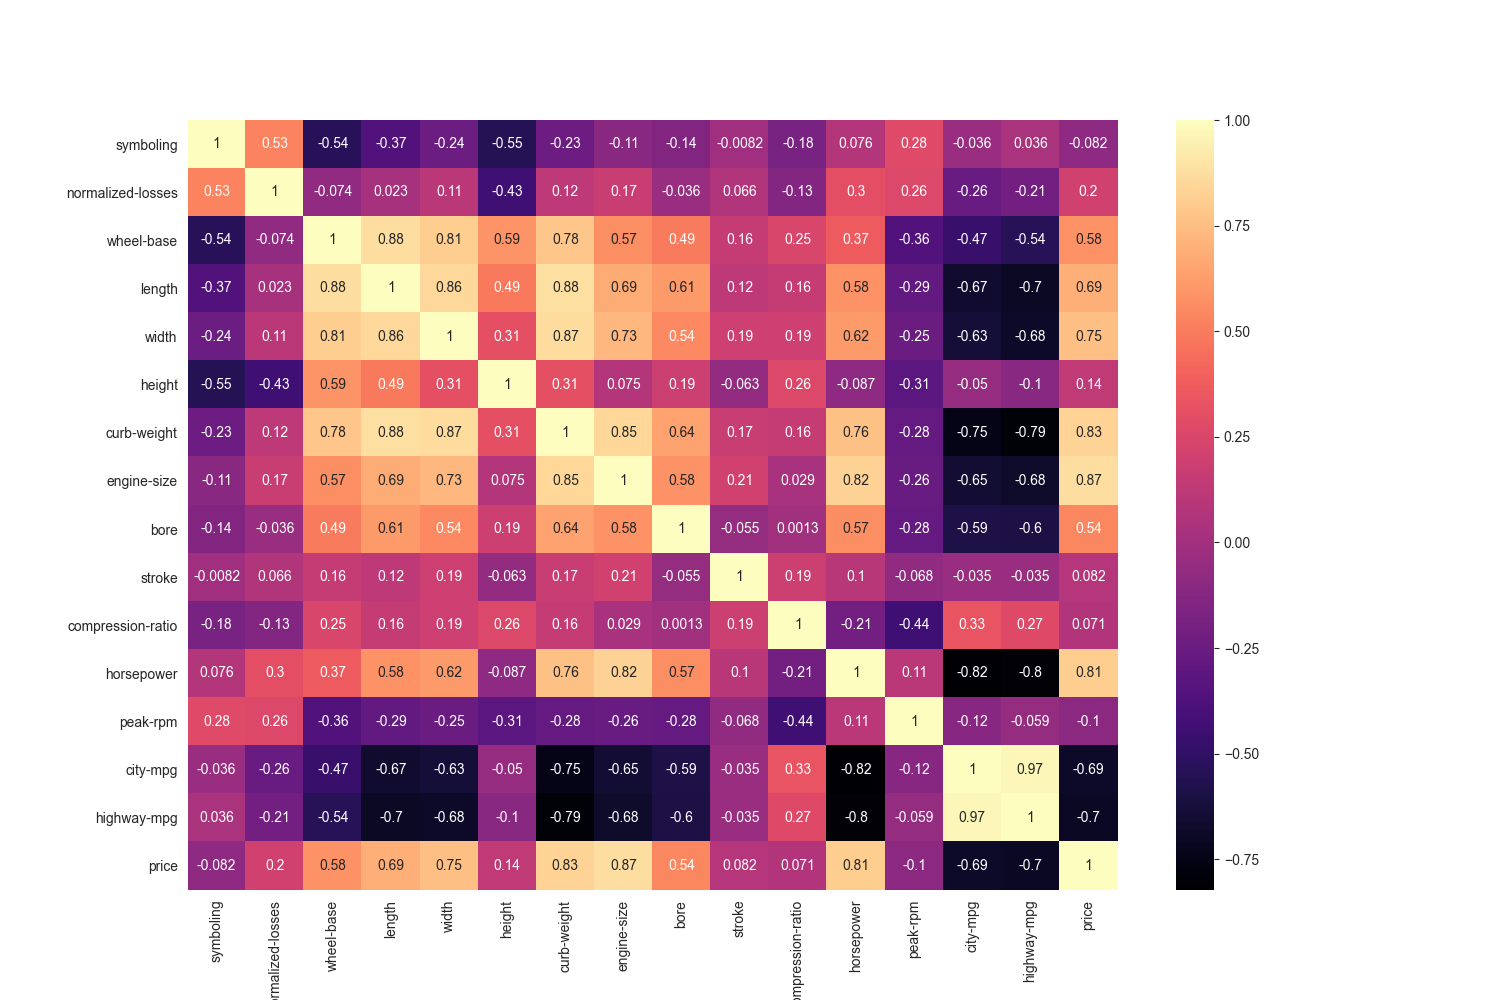 symboling 1 0.53 -0.54 -0.37 -0.24 -0.55 -0.23 -0.11 -0.14 -0.0082 -0.18 0.076 0.28 -0.036 0.036 -0.082
normalized-losses 0.53 1 -0.074 0.023 0.11 -0.43 0.12 0.17 -0.036 0.066 -0.13 0.3 0.26 -0.26 -0.21 0.2
wheel-base -0.54 -0.074 1 0.88 0.81 0.59 0.78 0.57 0.49 0.16 0.25 0.37 -0.36 -0.47 -0.54 0.58
length -0.37 0.023 0.88 1 0.86 0.49 0.88 0.69 0.61 0.12 0.16 0.58 -0.29 -0.67 -0.7 0.69
width -0.24 0.11 0.81 0.86 1 0.31 0.87 0.73 0.54 0.19 0.19 0.62 -0.25 -0.63 -0.68 0.75
height -0.55 -0.43 0.59 0.49 0.31 1 0.31 0.075 0.19 -0.063 0.26 -0.087 -0.31 -0.05 -0.1 0.14
curb-weight -0.23 0.12 0.78 0.88 0.87 0.31 1 0.85 0.64 0.17 0.16 0.76 -0.28 -0.75 -0.79 0.83
engine-size -0.11 0.17 0.57 0.69 0.73 0.075 0.85 1 0.58 0.21 0.029 0.82 -0.26 -0.65 -0.68 0.87
bore -0.14 -0.036 0.49 0.61 0.54 0.19 0.64 0.58 1 -0.055 0.0013 0.57 -0.28 -0.59 -0.6 0.54
stroke -0.0082 0.066 0.16 0.12 0.19 -0.063 0.17 0.21 -0.055 1 0.19 0.1 -0.068 -0.035 -0.035 0.082
compression-ratio -0.18 -0.13 0.25 0.16 0.19 0.26 0.16 0.029 0.0013 0.19 1 -0.21 -0.44 0.33 0.27 0.071
horsepower 0.076 0.3 0.37 0.58 0.62 -0.087 0.76 0.82 0.57 0.1 -0.21 1 0.11 -0.82 -0.8 0.81
peak-rpm 0.28 0.26 -0.36 -0.29 -0.25 -0.31 -0.28 -0.26 -0.28 -0.068 -0.44 0.11 1 -0.12 -0.059 -0.1
city-mpg -0.036 -0.26 -0.47 -0.67 -0.63 -0.05 -0.75 -0.65 -0.59 -0.035 0.33 -0.82 -0.12 1 0.97 -0.69
highway-mpg 0.036 -0.21 -0.54 -0.7 -0.68 -0.1 -0.79 -0.68 -0.6 -0.035 0.27 -0.8 -0.059 0.97 1 -0.7
price -0.082 0.2 0.58 0.69 0.75 0.14 0.83 0.87 0.54 0.082 0.071 0.81 -0.1 -0.69 -0.7 1
symboling
ormalized-losses
wheel-base
length
width
height
curb-weight
engine-size
bore
stroke
ompression-ratio
horsepower
peak-rpm
city-mpg
highway-mpg
price
1.00
0.75
0.50
0.25
0.00
−0.25
−0.50
−0.75